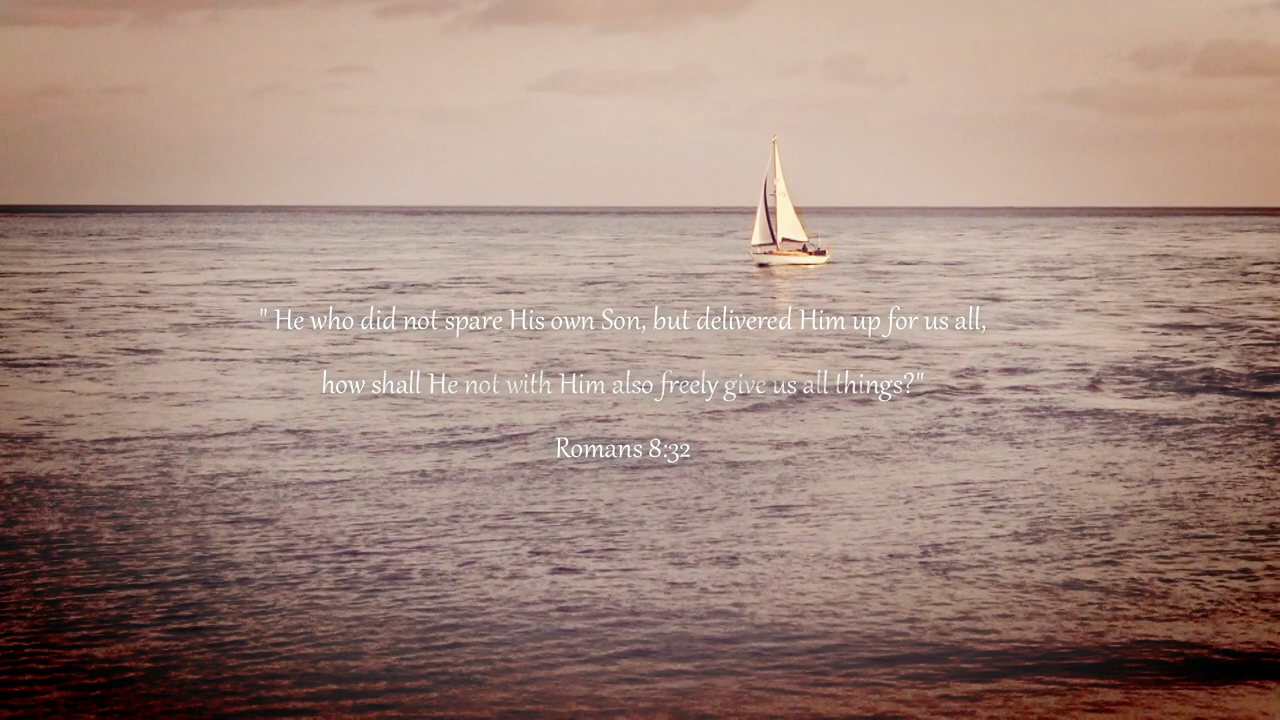 " He who did not spare His own Son, but delivered Him up for us all,
how shall He not with Him also freely give us all things?"
Romans 8:32